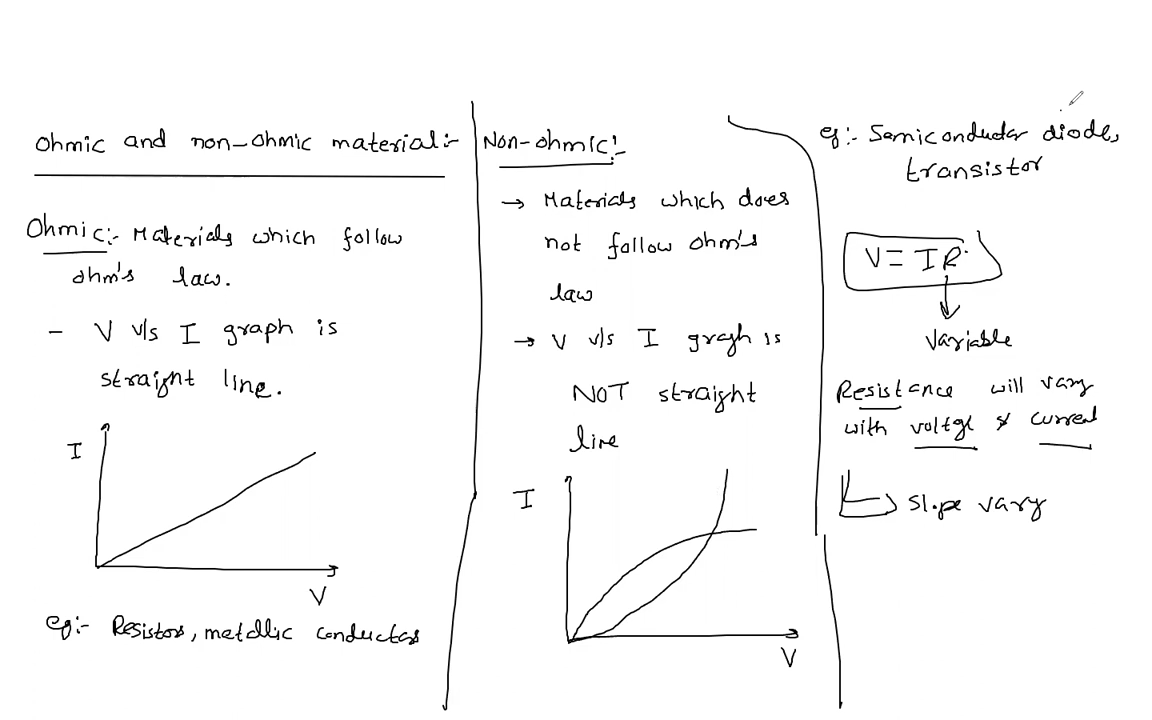 Ohmic and non-ohmic material:-
Ohmic:- Materials which follow
ohm's law.
- V v/s I graph is
straight line.
I
V
eg:- Resistors, metallic conductors
Non-ohmic:-
→ Materials which does
not follow ohm's
law
→ V v/s I graph is
NOT straight
line
I
V
eg:- Semiconductor diodes,
transistor
V = IR
Variable
Resistance will vary
with voltge & current
Slope vary